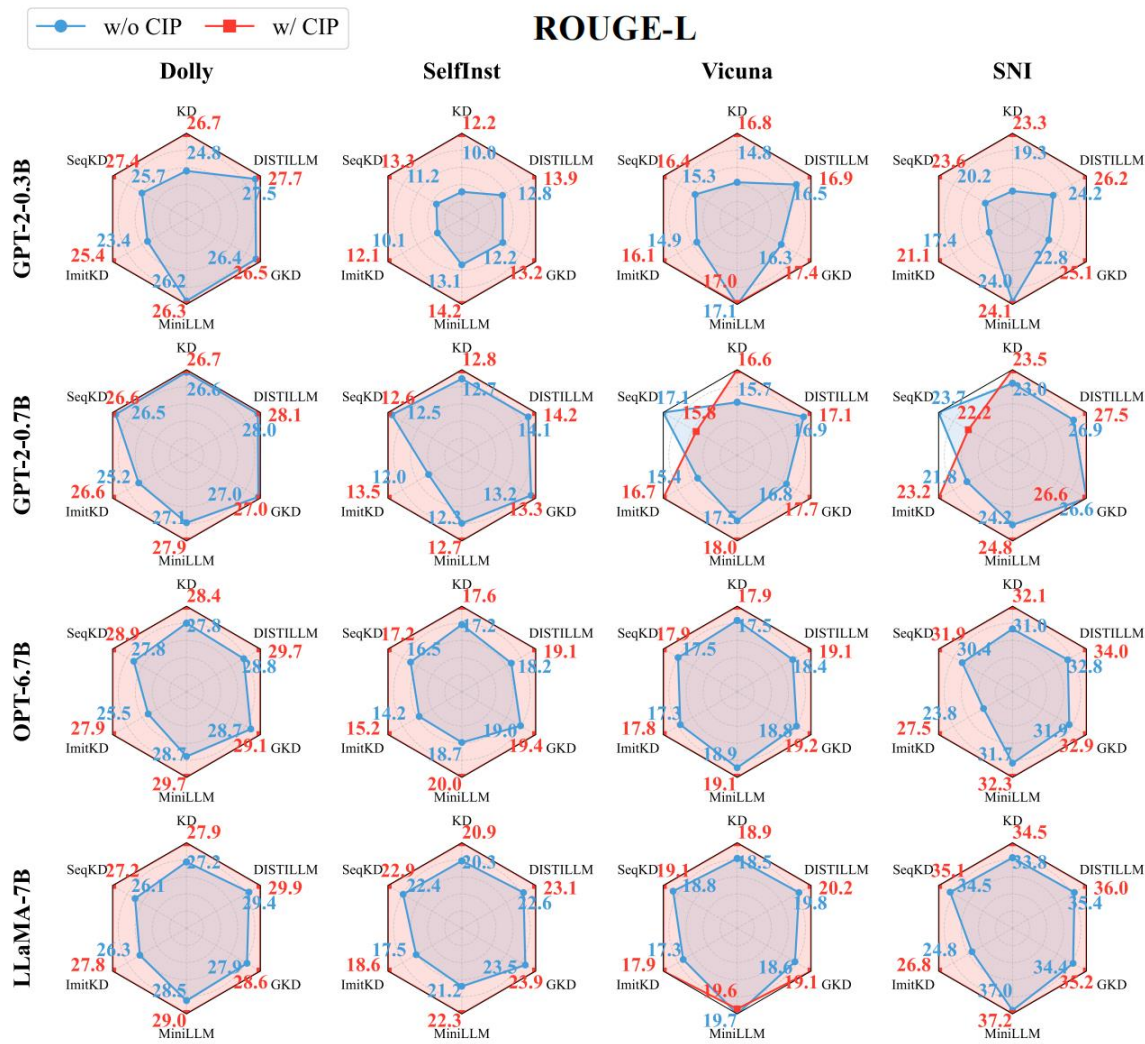 w/o CIP w/ CIP
ROUGE-L
Dolly SelfInst Vicuna SNI
GPT-2-0.3B
KD
26.7
24.8
SeqKD 27.4
25.7
DISTILLM
27.7
27.5
23.4
25.4
ImitKD
26.4
26.5 GKD
26.2
26.3
MiniLLM
KD
12.2
10.0
SeqKD 13.3
11.2
DISTILLM
13.9
12.8
10.1
12.1
ImitKD
12.2
13.2 GKD
13.1
14.2
MiniLLM
KD
16.8
14.8
SeqKD 16.4
15.3
DISTILLM
16.9
16.5
14.9
16.1
ImitKD
16.3
17.4 GKD
17.0
17.1
MiniLLM
KD
23.3
19.3
SeqKD 23.6
20.2
DISTILLM
26.2
24.2
17.4
21.1
ImitKD
22.8
25.1 GKD
24.0
24.1
MiniLLM
GPT-2-0.7B
KD
26.7
26.6
SeqKD 26.6
26.5
DISTILLM
28.1
28.0
25.2
26.6
ImitKD
27.0
27.0 GKD
27.1
27.9
MiniLLM
KD
12.8
12.7
SeqKD 12.6
12.5
DISTILLM
14.2
14.1
12.0
13.5
ImitKD
13.2
13.3 GKD
12.3
12.7
MiniLLM
KD
16.6
15.7
SeqKD 17.1
15.8
DISTILLM
17.1
16.9
15.4
16.7
ImitKD
16.8
17.7 GKD
17.5
18.0
MiniLLM
KD
23.5
23.0
SeqKD 23.7
22.2
DISTILLM
27.5
26.9
21.8
23.2
ImitKD
26.6
26.6 GKD
24.2
24.8
MiniLLM
OPT-6.7B
KD
28.4
27.8
SeqKD 28.9
27.8
DISTILLM
29.7
28.8
25.5
27.9
ImitKD
28.7
29.1 GKD
28.7
29.7
MiniLLM
KD
17.6
17.2
SeqKD 17.2
16.5
DISTILLM
19.1
18.2
14.2
15.2
ImitKD
19.0
19.4 GKD
18.7
20.0
MiniLLM
KD
17.9
17.5
SeqKD 17.9
17.5
DISTILLM
19.1
18.4
17.3
17.8
ImitKD
18.8
19.2 GKD
18.9
19.1
MiniLLM
KD
32.1
31.0
SeqKD 31.9
30.4
DISTILLM
34.0
32.8
23.8
27.5
ImitKD
31.9
32.9 GKD
31.7
32.3
MiniLLM
LLaMA-7B
KD
27.9
27.2
SeqKD 27.2
26.1
DISTILLM
29.9
29.4
26.3
27.8
ImitKD
27.9
28.6 GKD
28.5
29.0
MiniLLM
KD
20.9
20.3
SeqKD 22.9
22.4
DISTILLM
23.1
22.6
17.5
18.6
ImitKD
23.5
23.9 GKD
21.2
22.3
MiniLLM
KD
18.9
18.5
SeqKD 19.1
18.8
DISTILLM
20.2
19.8
17.3
17.9
ImitKD
18.6
19.1 GKD
19.6
19.7
MiniLLM
KD
34.5
33.8
SeqKD 35.1
34.5
DISTILLM
36.0
35.4
24.8
26.8
ImitKD
34.4
35.2 GKD
37.0
37.2
MiniLLM